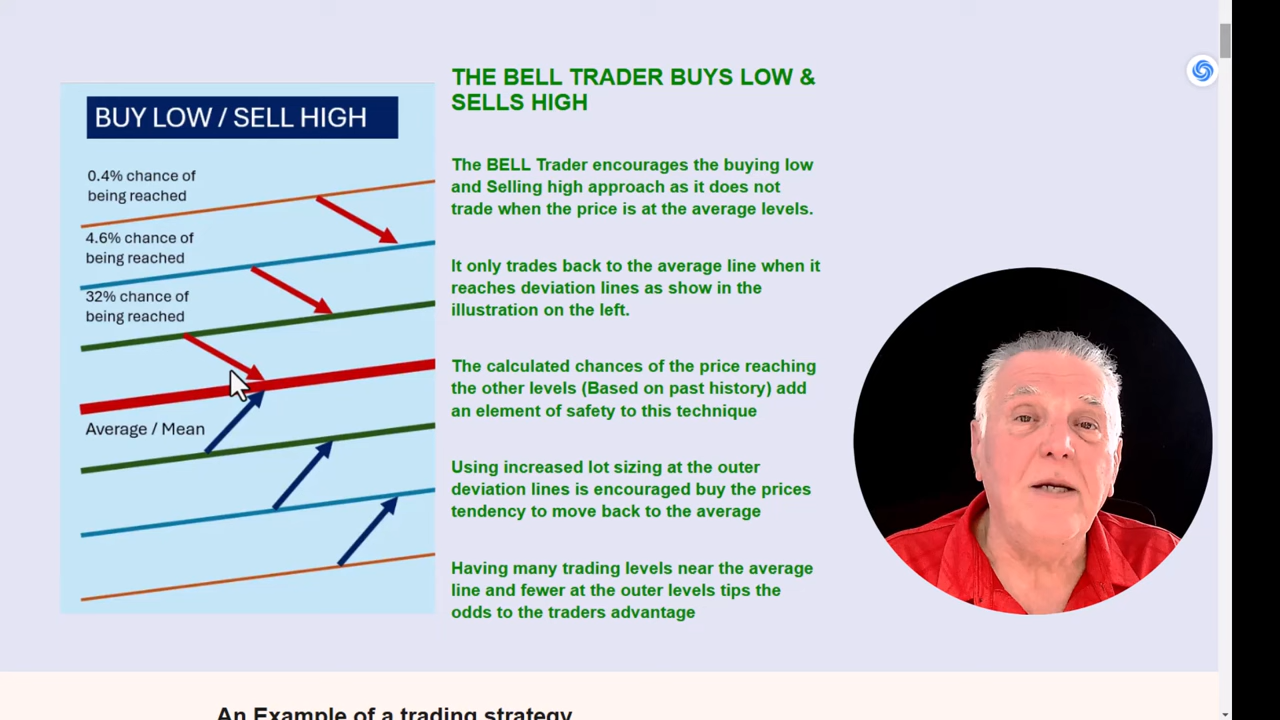 BUY LOW / SELL HIGH
0.4% chance of
being reached
4.6% chance of
being reached
32% chance of
being reached
Average / Mean
THE BELL TRADER BUYS LOW &
SELLS HIGH
The BELL Trader encourages the buying low
and Selling high approach as it does not
trade when the price is at the average levels.
It only trades back to the average line when it
reaches deviation lines as show in the
illustration on the left.
The calculated chances of the price reaching
the other levels (Based on past history) add
an element of safety to this technique
Using increased lot sizing at the outer
deviation lines is encouraged buy the prices
tendency to move back to the average
Having many trading levels near the average
line and fewer at the outer levels tips the
odds to the traders advantage
An Example of a trading strategy